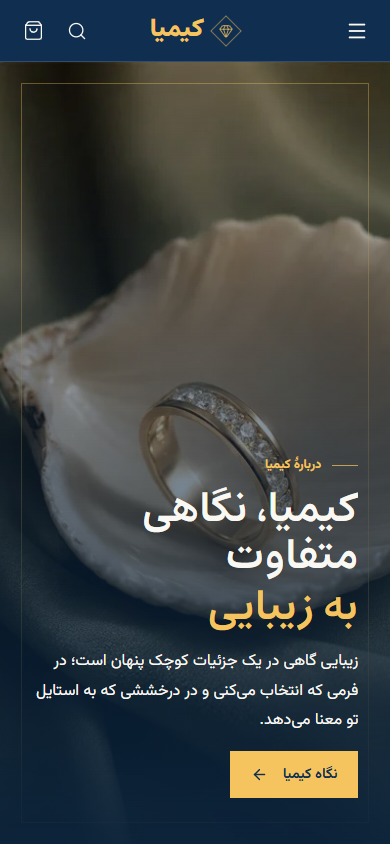 کیمیا
دربارهٔ کیمیا
کیمیا، نگاهی
متفاوت
به زیبایی
زیبایی گاهی در یک جزئیات کوچک پنهان است؛ در
فرمی که انتخاب می‌کنی و در درخششی که به استایل
تو معنا می‌دهد.
نگاه کیمیا